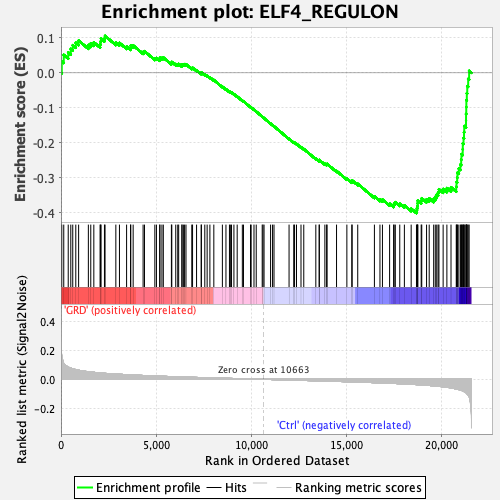 Enrichment plot: ELF4_REGULON
Enrichment score (ES)
0.1
0.0
-0.1
-0.2
-0.3
-0.4
'GRD' (positively correlated)
Ranked list metric (Signal2Noise)
0.4
0.2
0.0
-0.2
Zero cross at 10663
'Ctrl' (negatively correlated)
0
5,000
10,000
15,000
20,000
Rank in Ordered Dataset
Enrichment profile
Hits
Ranking metric scores